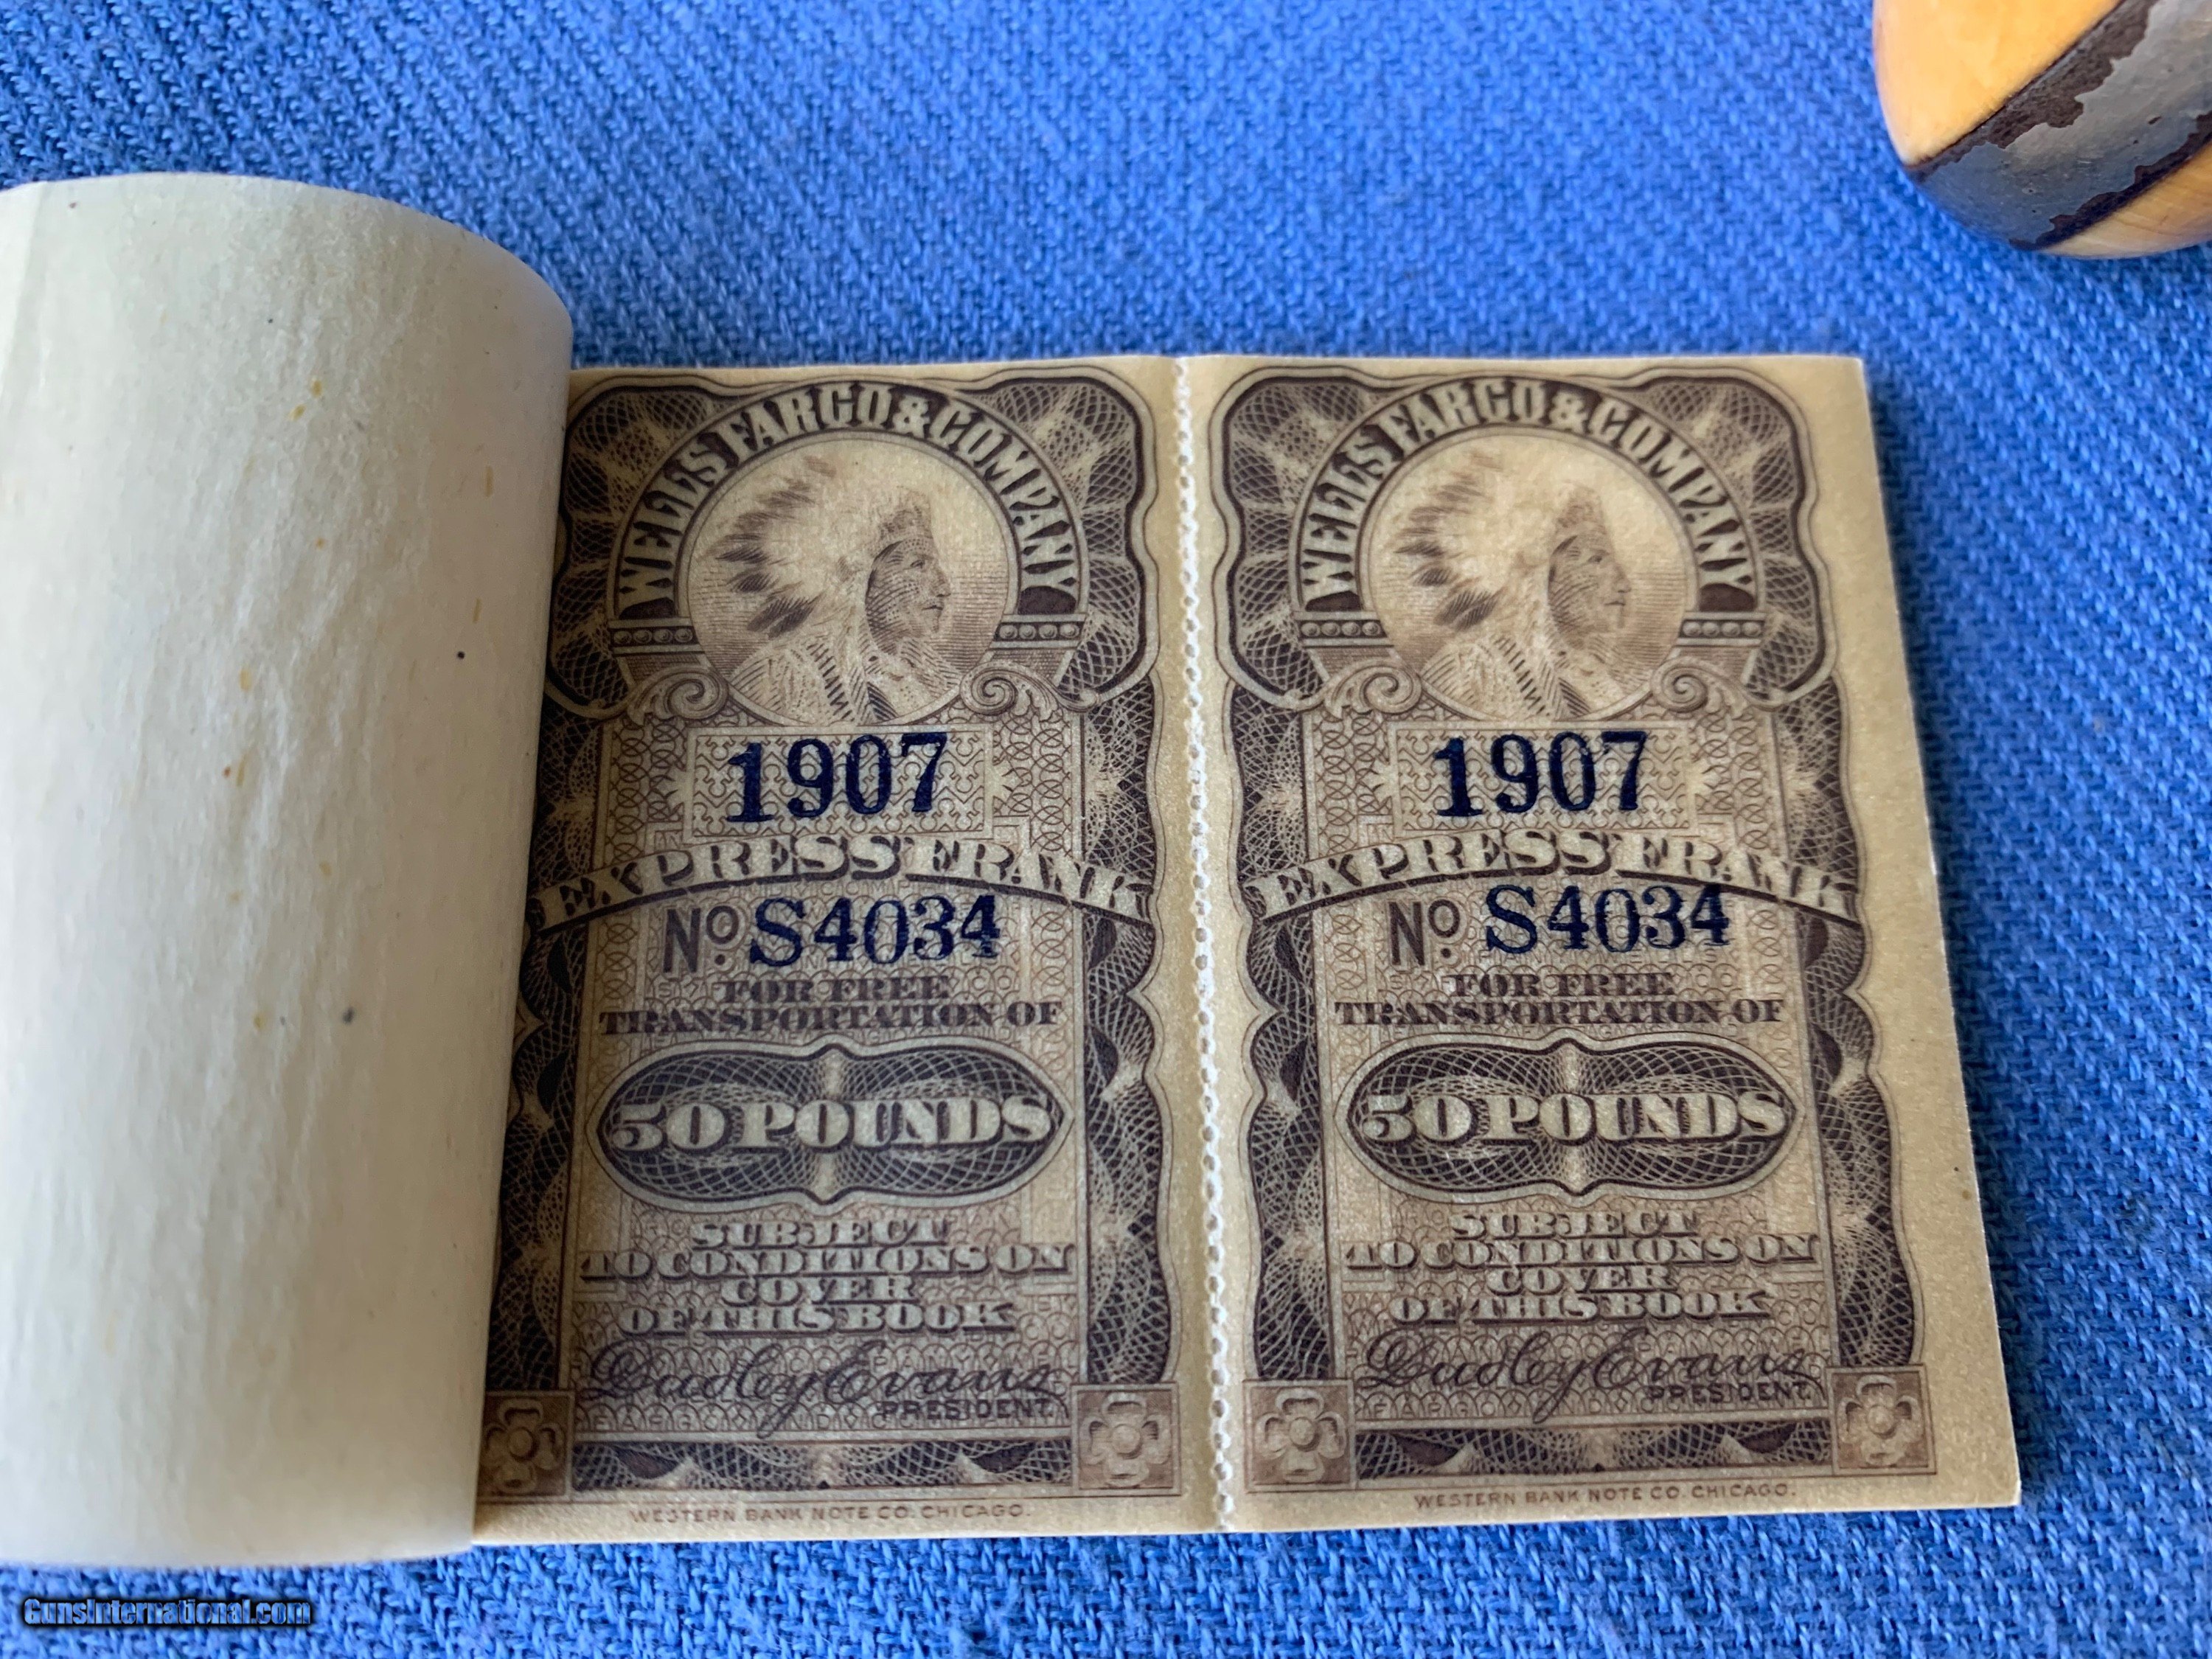 WELLS FARGO & COMPANY
1907
EXPRESS FRANK
No. S4034
FOR FREE
TRANSPORTATION OF
50 POUNDS
SUBJECT
TO CONDITIONS ON
COVER
OF THIS BOOK
Dudley Evans
PRESIDENT.
WESTERN BANK NOTE CO. CHICAGO.
WELLS FARGO & COMPANY
1907
EXPRESS FRANK
No. S4034
FOR FREE
TRANSPORTATION OF
50 POUNDS
SUBJECT
TO CONDITIONS ON
COVER
OF THIS BOOK
Dudley Evans
PRESIDENT.
WESTERN BANK NOTE CO. CHICAGO.
GunsInternational.com